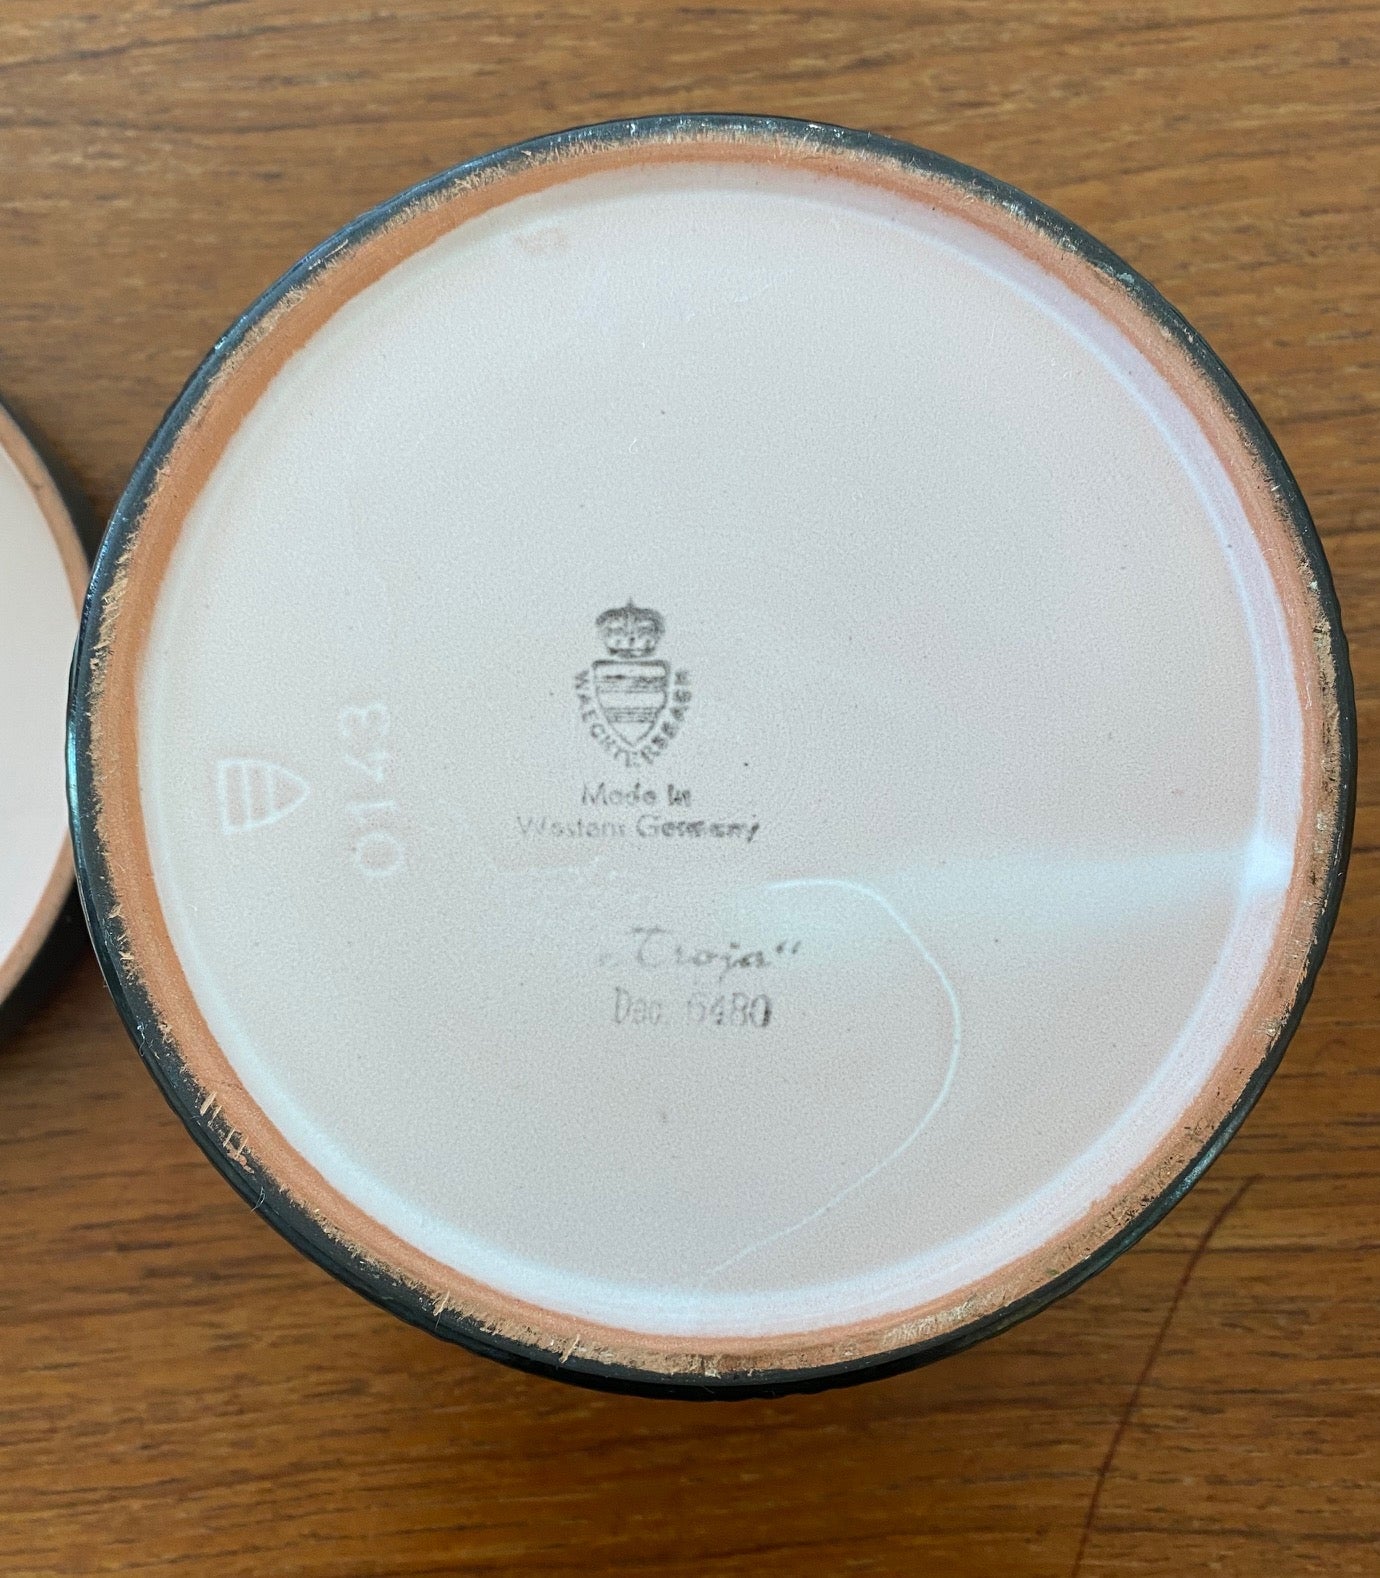 WAECHTERSBACH
Made in
Western Germany
„Troja“
Dec. 6480
0143